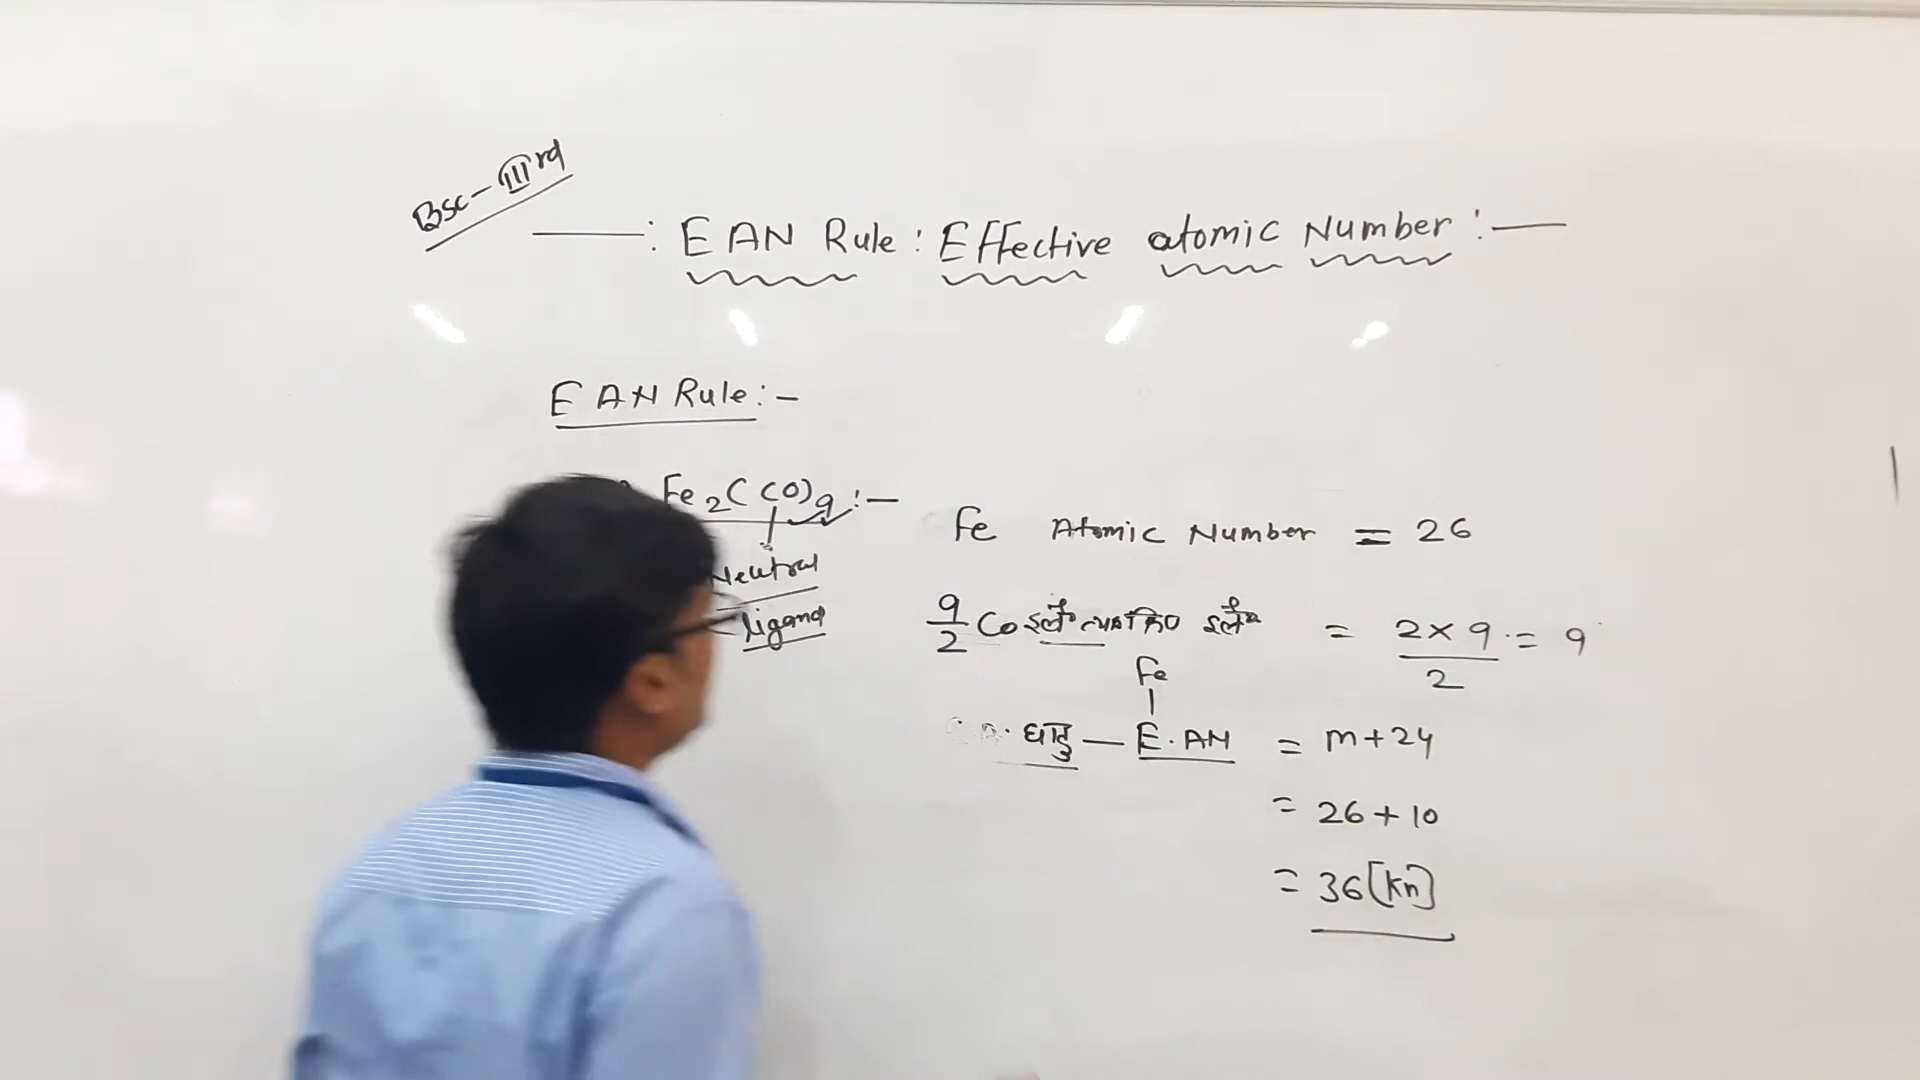 Bsc-IIIrd
: EAN Rule: Effective atomic Number :-
EAN Rule:-
Fe2(CO)9:-
Neutral
ligand
Fe Atomic Number = 26
9/2 Co = 2×9/2 = 9
Fe
धातु — E.AN = m+24
= 26+10
= 36[Kr]